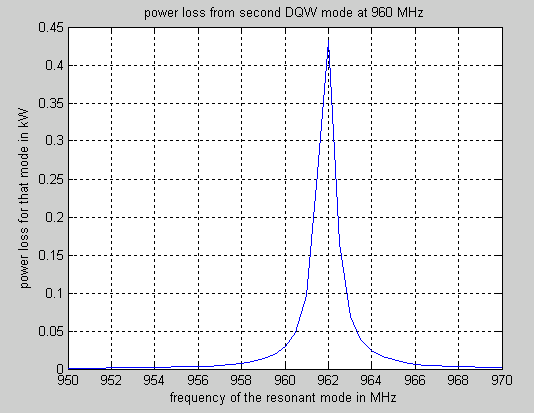 power loss from second DQW mode at 960 MHz
power loss for that mode in kW
0.45
0.4
0.35
0.3
0.25
0.2
0.15
0.1
0.05
0
950 952 954 956 958 960 962 964 966 968 970
frequency of the resonant mode in MHz